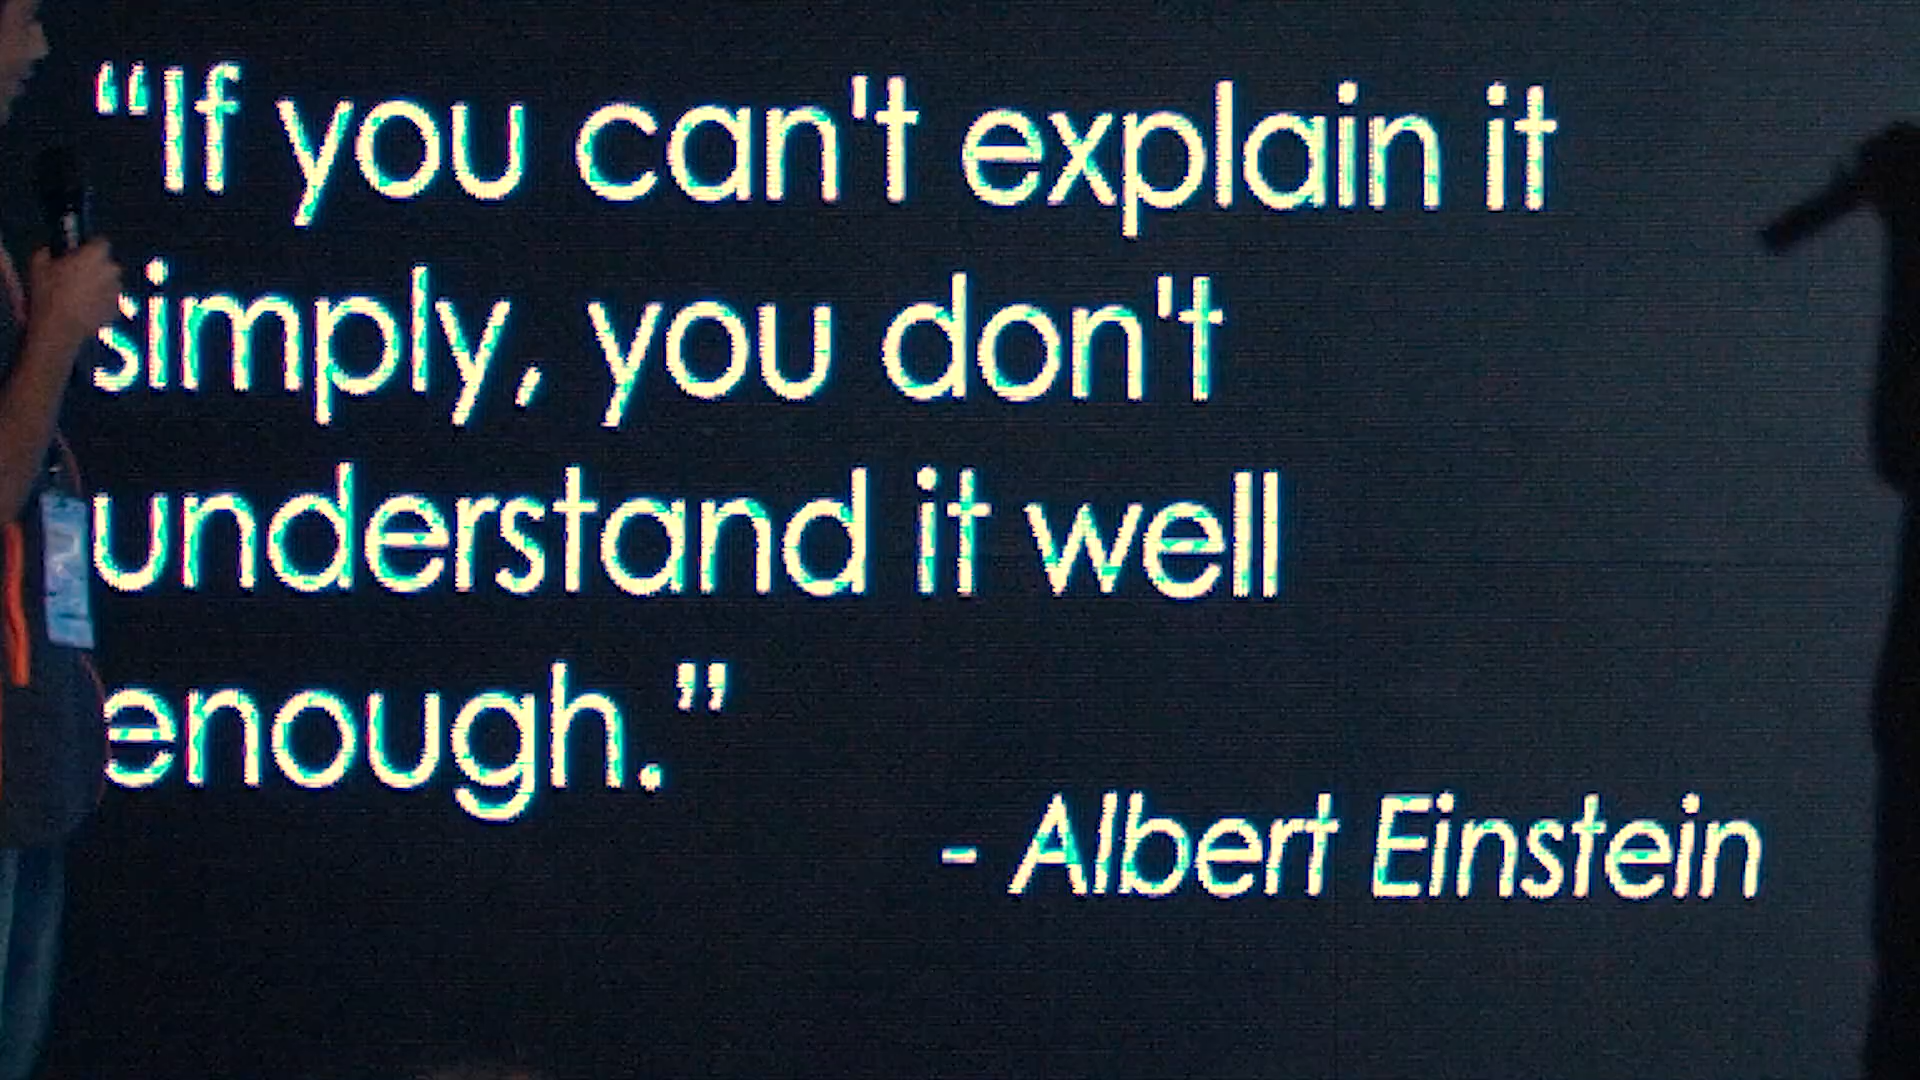 “If you can't explain it
simply, you don't
understand it well
enough.”
- Albert Einstein